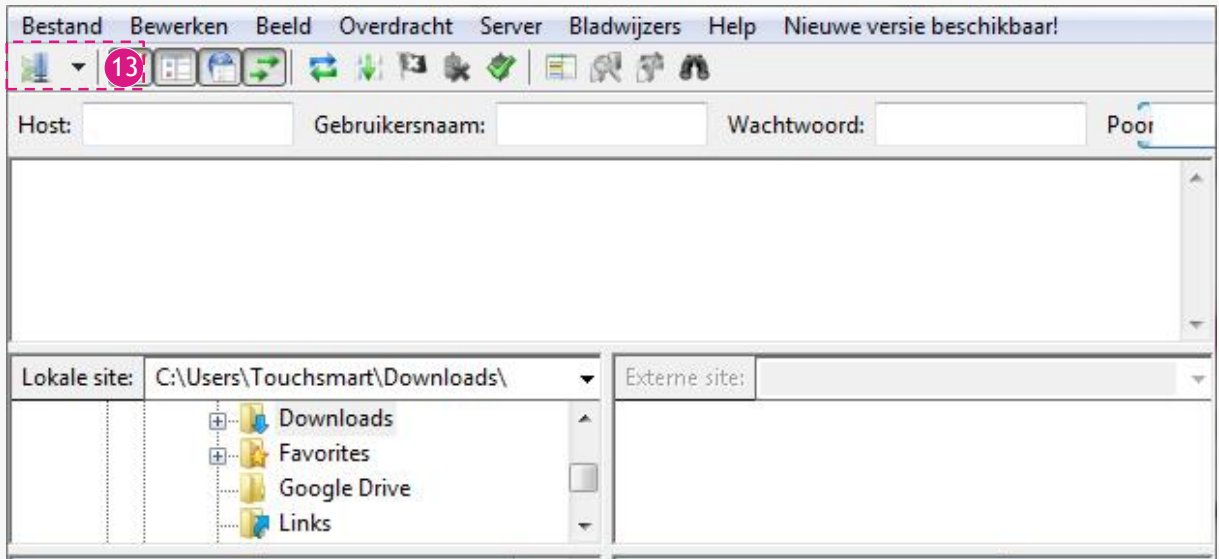 Bestand Bewerken Beeld Overdracht Server Bladwijzers Help Nieuwe versie beschikbaar!
13
Host: Gebruikersnaam: Wachtwoord: Poor
Lokale site: C:\Users\Touchsmart\Downloads\ Externe site:
Downloads
Favorites
Google Drive
Links